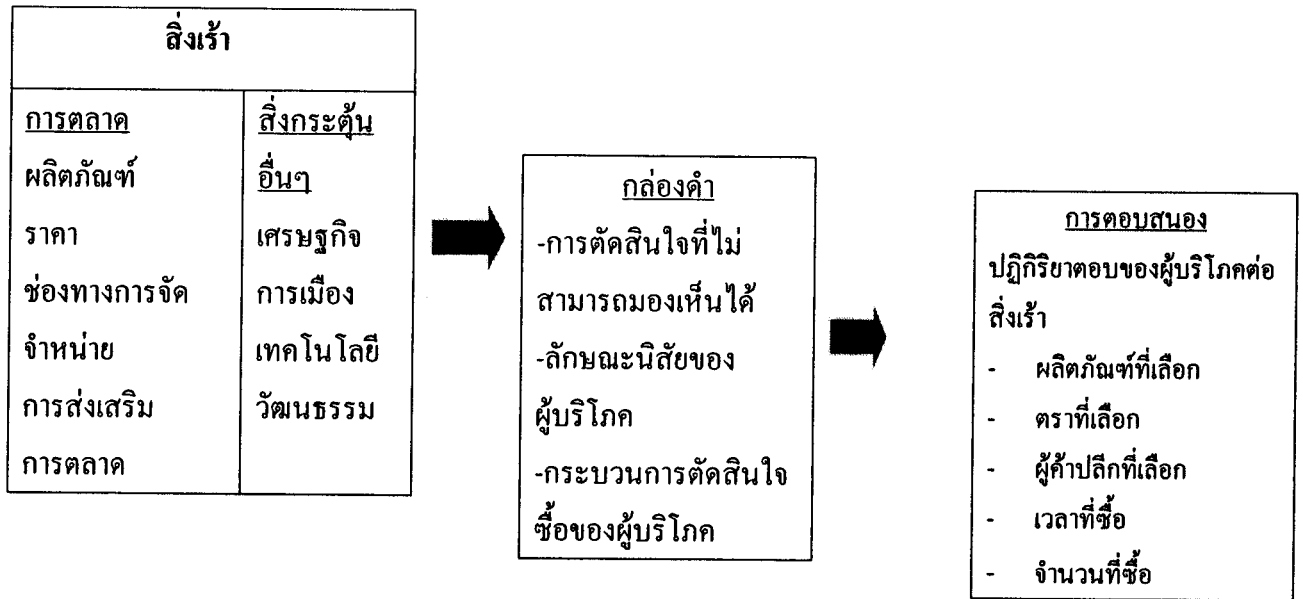 สิ่งเร้า
การตลาด
ผลิตภัณฑ์
ราคา
ช่องทางการจัด
จำหน่าย
การส่งเสริม
การตลาด
สิ่งกระตุ้น
อื่นๆ
เศรษฐกิจ
การเมือง
เทคโนโลยี
วัฒนธรรม
กล่องดำ
-การตัดสินใจที่ไม่
สามารถมองเห็นได้
-ลักษณะนิสัยของ
ผู้บริโภค
-กระบวนการตัดสินใจ
ซื้อของผู้บริโภค
การตอบสนอง
ปฏิกิริยาตอบของผู้บริโภคต่อ
สิ่งเร้า
- ผลิตภัณฑ์ที่เลือก
- ตราที่เลือก
- ผู้ค้าปลีกที่เลือก
- เวลาที่ซื้อ
- จำนวนที่ซื้อ